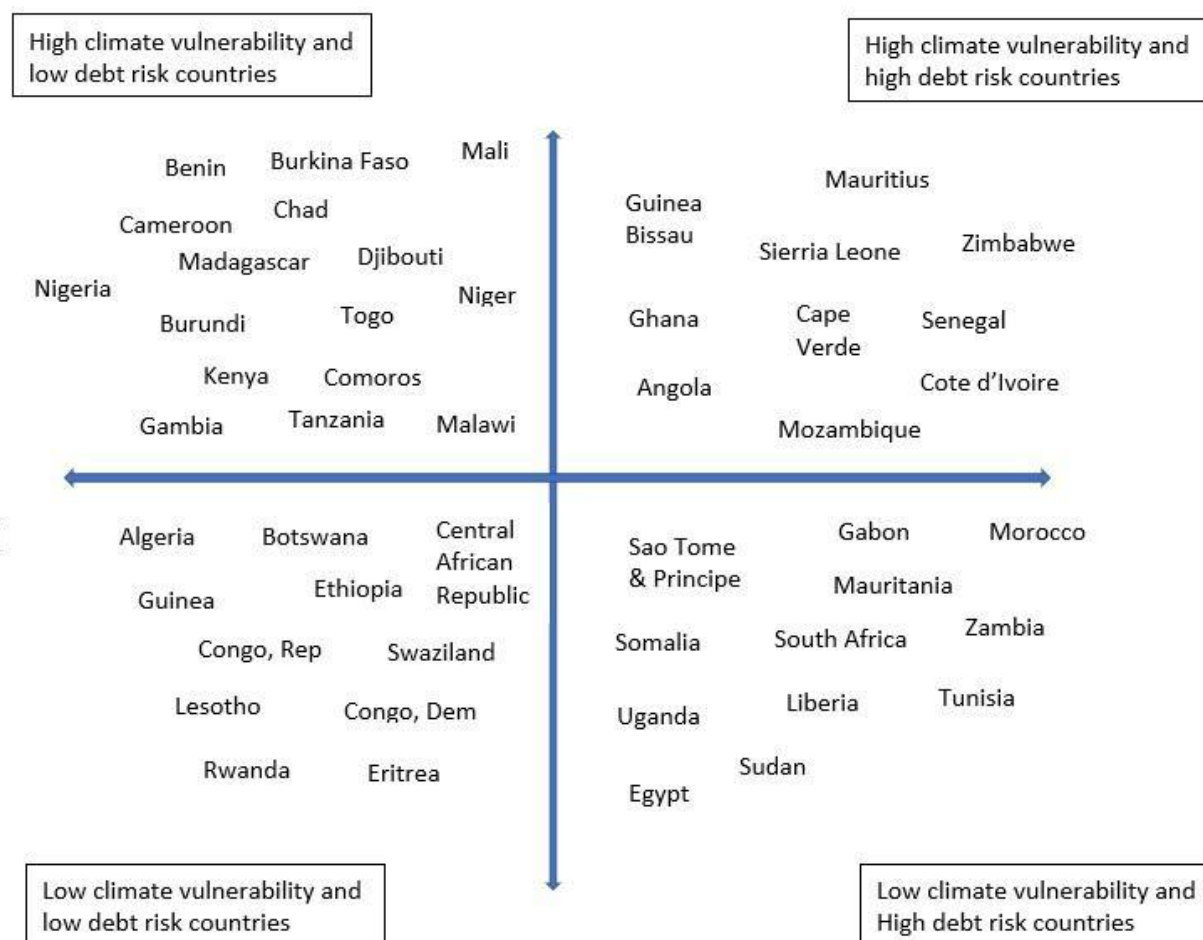 High climate vulnerability and
low debt risk countries
High climate vulnerability and
high debt risk countries
Benin
Burkina Faso
Mali
Cameroon
Chad
Madagascar
Djibouti
Nigeria
Niger
Burundi
Togo
Kenya
Comoros
Gambia
Tanzania
Malawi
Mauritius
Guinea
Bissau
Sierria Leone
Zimbabwe
Ghana
Cape
Verde
Senegal
Angola
Cote d’Ivoire
Mozambique
Algeria
Botswana
Central
African
Republic
Guinea
Ethiopia
Congo, Rep
Swaziland
Lesotho
Congo, Dem
Rwanda
Eritrea
Sao Tome
& Principe
Gabon
Morocco
Mauritania
Somalia
South Africa
Zambia
Uganda
Liberia
Tunisia
Sudan
Egypt
Low climate vulnerability and
low debt risk countries
Low climate vulnerability and
High debt risk countries